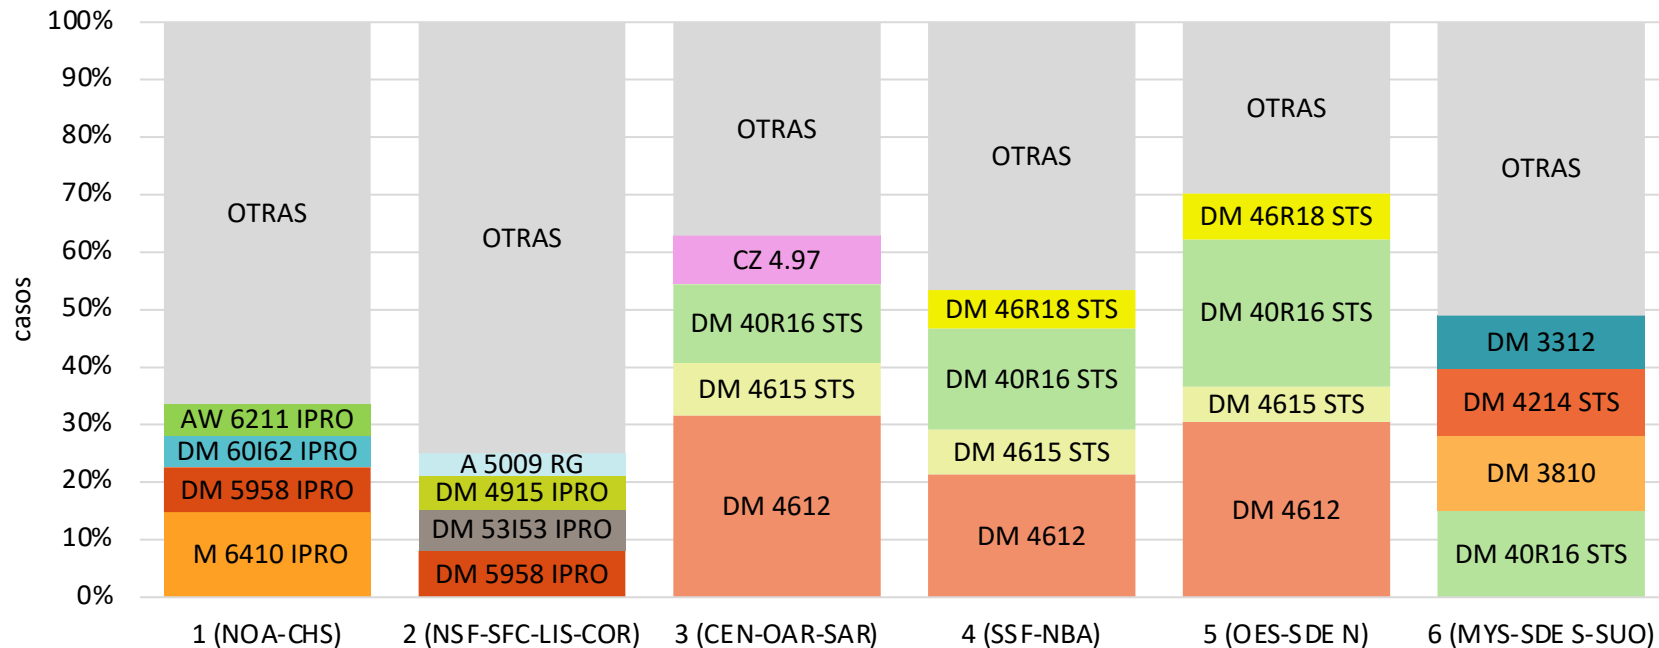 100%
90%
80%
70%
60%
50%
40%
30%
20%
10%
0%
casos
OTRAS
AW 6211 IPRO
DM 60I62 IPRO
DM 5958 IPRO
M 6410 IPRO
OTRAS
A 5009 RG
DM 4915 IPRO
DM 53I53 IPRO
DM 5958 IPRO
OTRAS
CZ 4.97
DM 40R16 STS
DM 4615 STS
DM 4612
OTRAS
DM 46R18 STS
DM 40R16 STS
DM 4615 STS
DM 4612
OTRAS
DM 46R18 STS
DM 40R16 STS
DM 4615 STS
DM 4612
OTRAS
DM 3312
DM 4214 STS
DM 3810
DM 40R16 STS
1 (NOA-CHS)
2 (NSF-SFC-LIS-COR)
3 (CEN-OAR-SAR)
4 (SSF-NBA)
5 (OES-SDE N)
6 (MYS-SDE S-SUO)